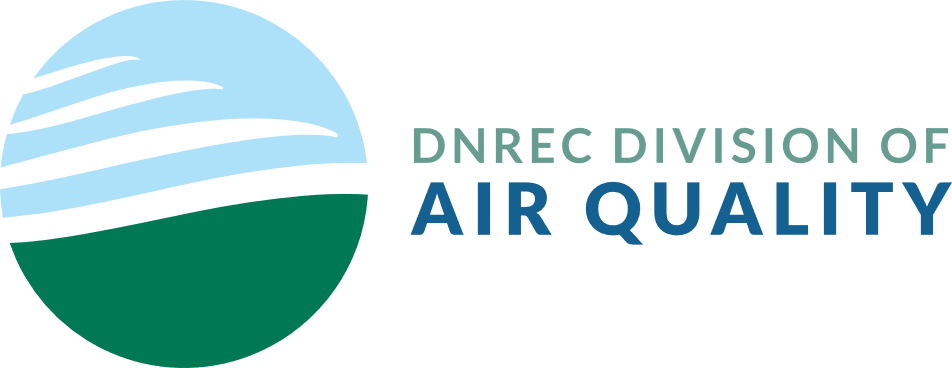 DNREC DIVISION OF
AIR QUALITY